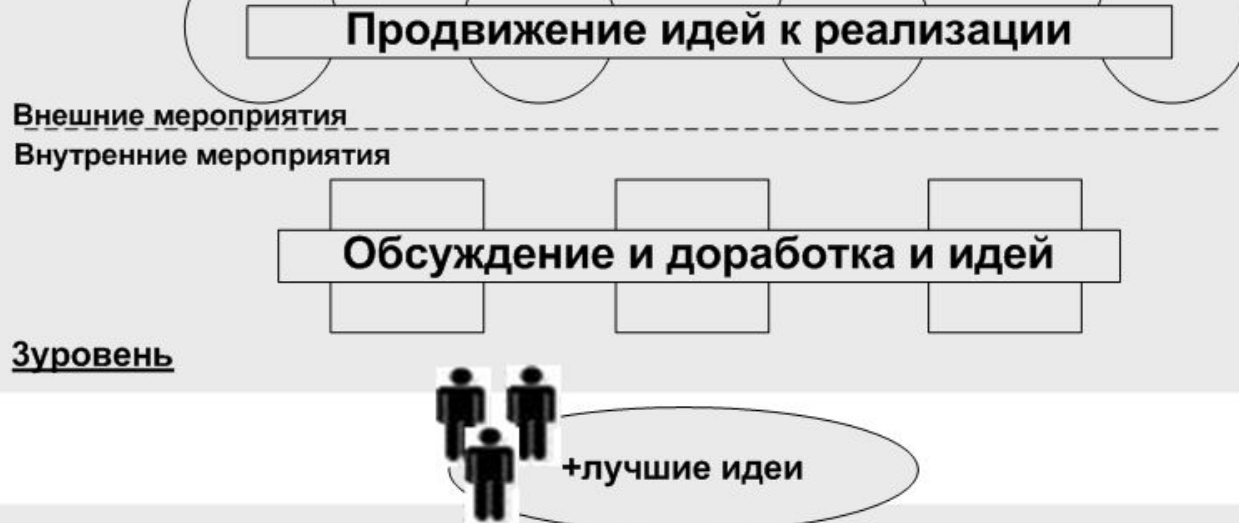 Продвижение идей к реализации
Внешние мероприятия
Внутренние мероприятия
Обсуждение и доработка и идей
3уровень
+лучшие идеи